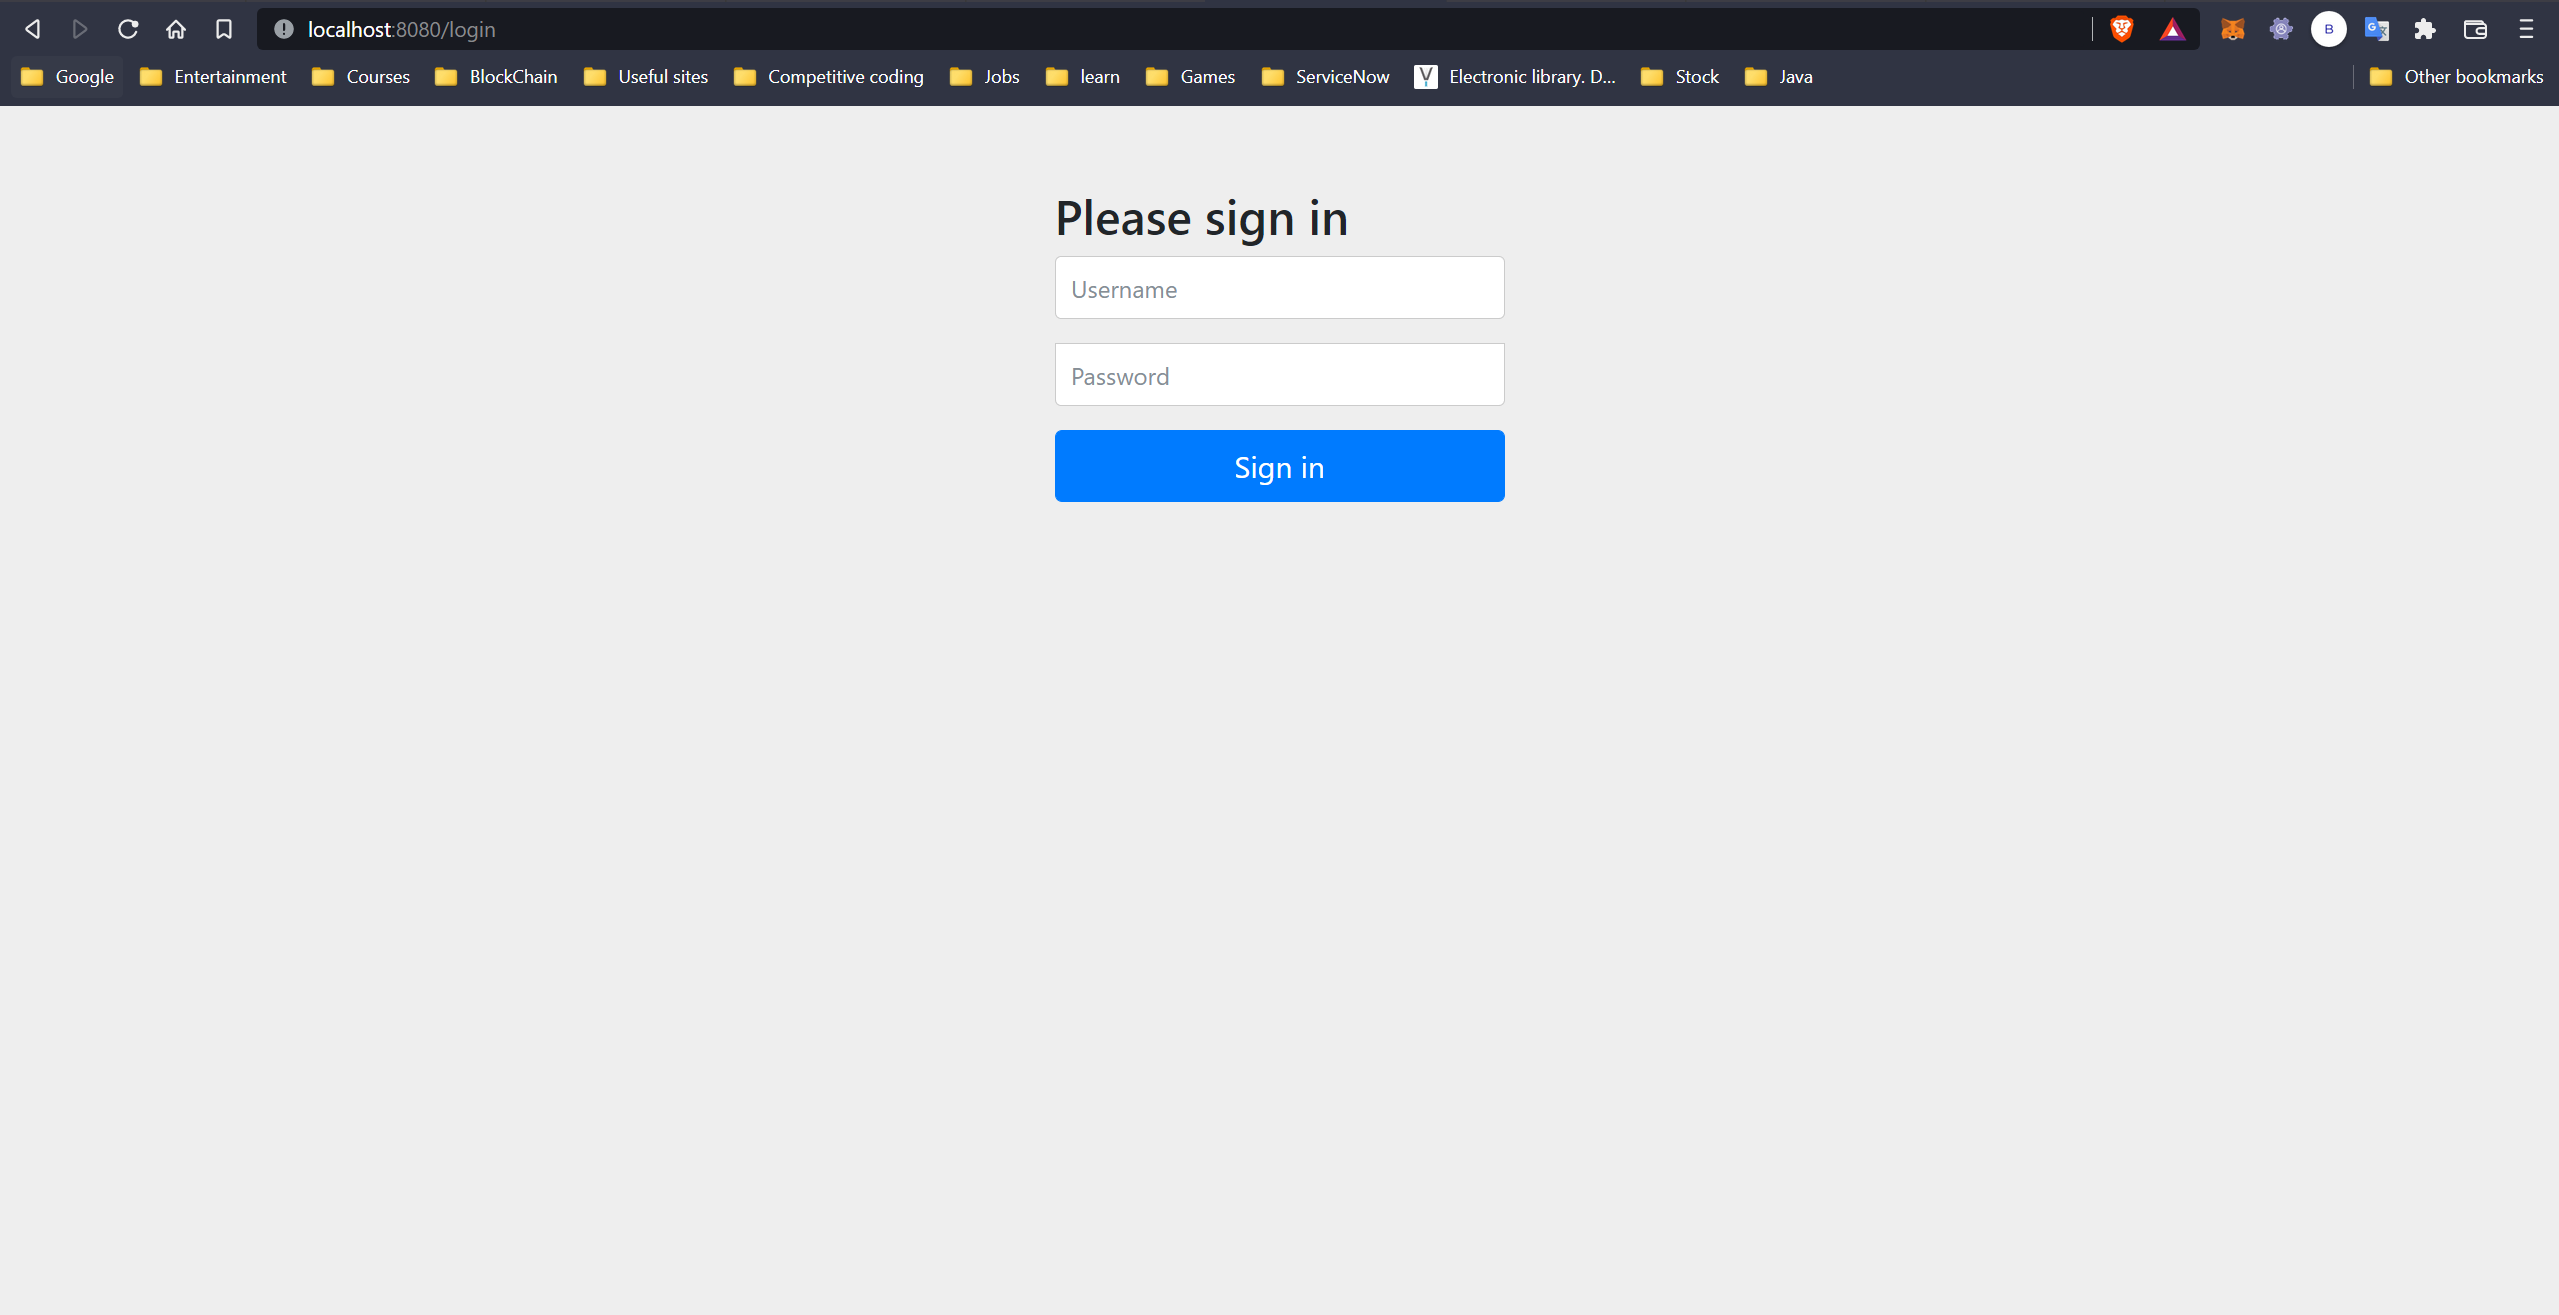 localhost:8080/login
B
Google Entertainment Courses BlockChain Useful sites Competitive coding Jobs learn Games ServiceNow Electronic library. D... Stock Java Other bookmarks
Please sign in
Username
Password
Sign in